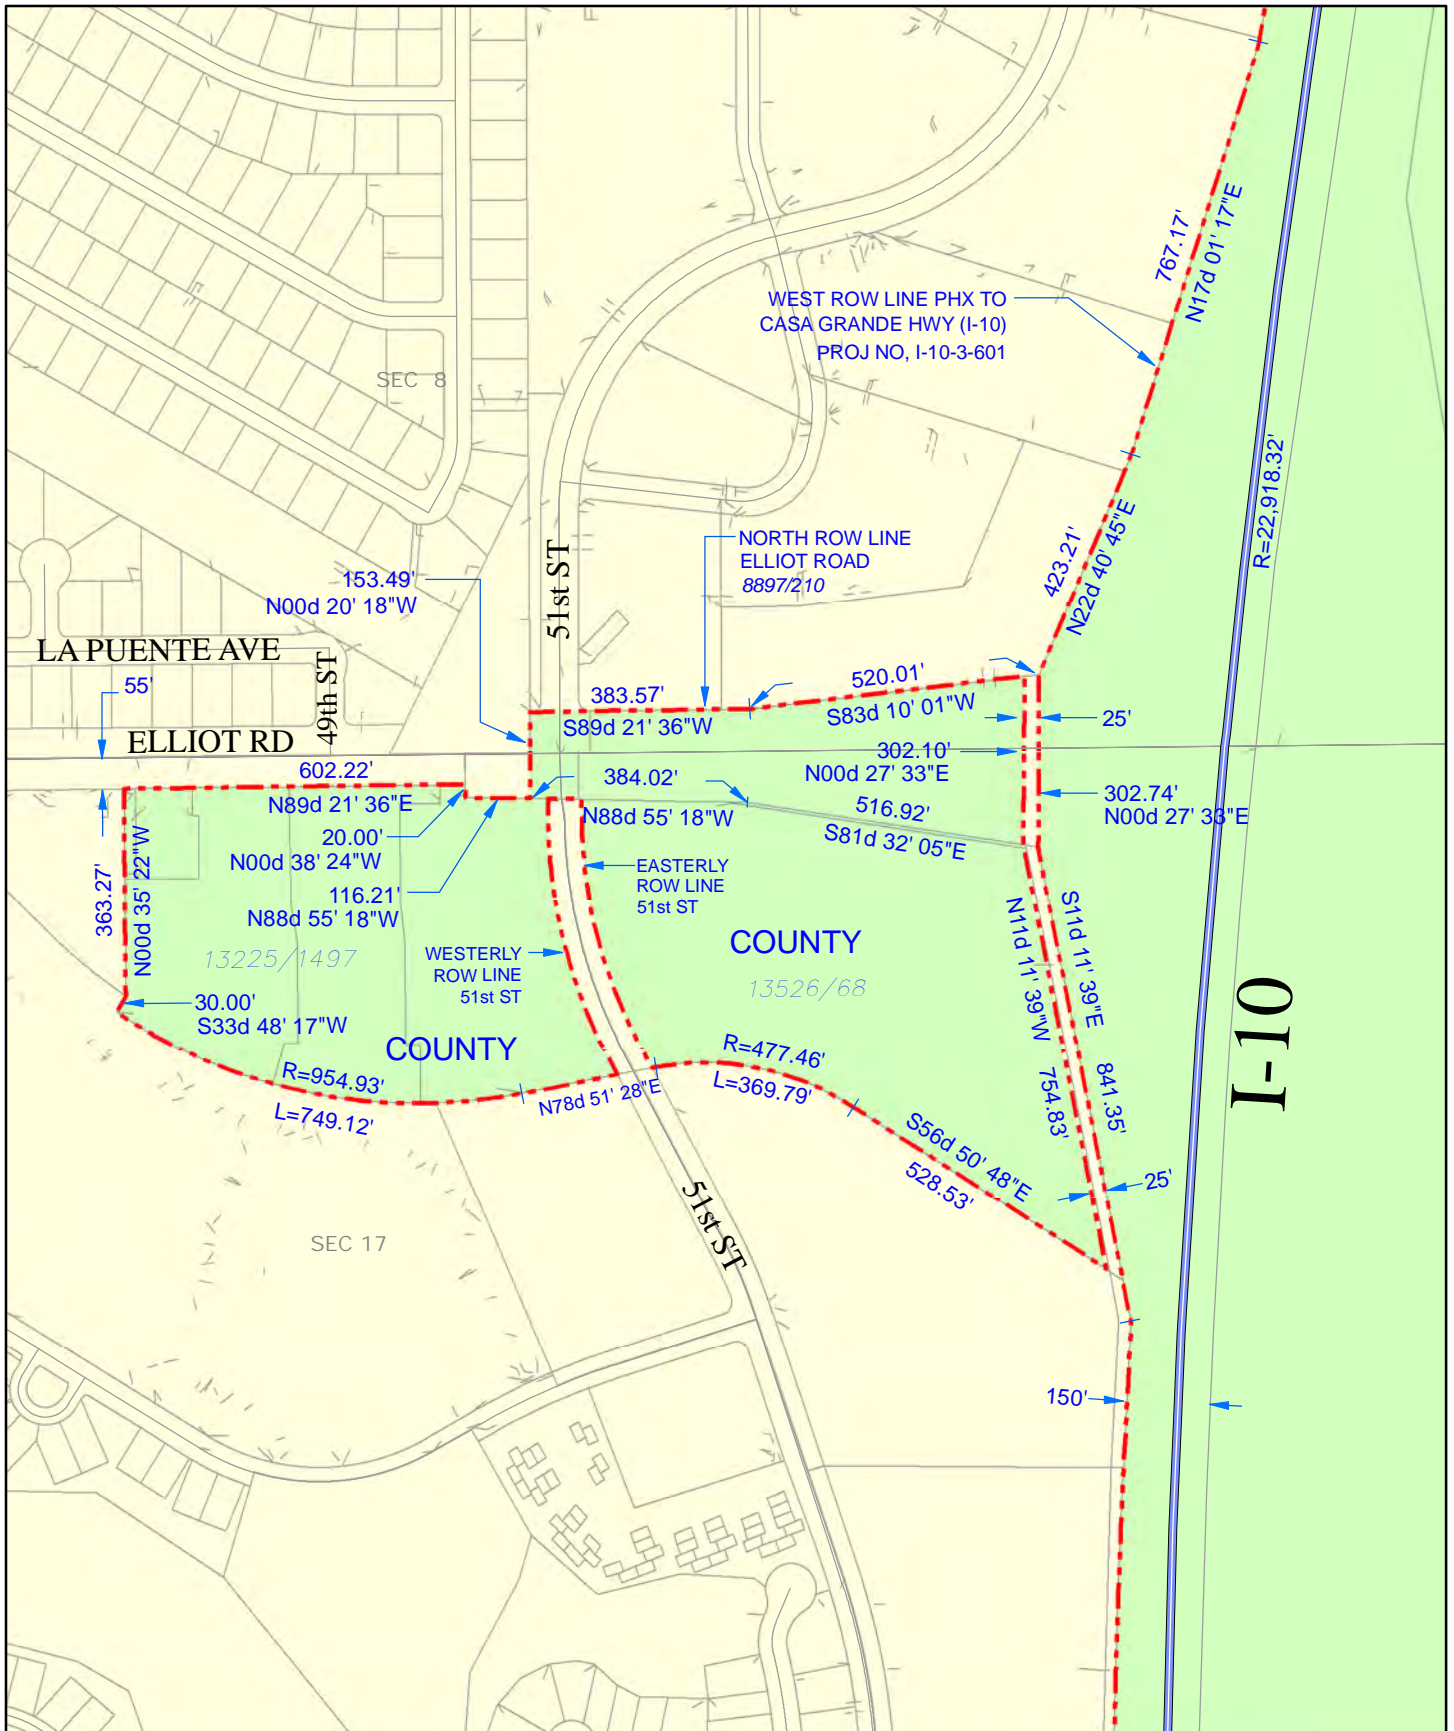 767.17'
N17d 01' 17"E
WEST ROW LINE PHX TO
CASA GRANDE HWY (I-10)
PROJ NO, I-10-3-601
SEC 8
R=22,918.32'
423.21'
N22d 40' 45"E
NORTH ROW LINE
ELLIOT ROAD
8897/210
51st ST
153.49'
N00d 20' 18"W
LA PUENTE AVE
49th ST
55'
ELLIOT RD
383.57'
S89d 21' 36"W
520.01'
S83d 10' 01"W
25'
302.10'
N00d 27' 33"E
602.22'
N89d 21' 36"E
384.02'
N88d 55' 18"W
516.92'
S81d 32' 05"E
302.74'
N00d 27' 33"E
20.00'
N00d 38' 24"W
116.21'
N88d 55' 18"W
EASTERLY
ROW LINE
51st ST
363.27'
N00d 35' 22"W
13225/1497
WESTERLY
ROW LINE
51st ST
COUNTY
13526/68
N11d 11' 39"W
754.83'
S11d 11' 39"E
841.35'
I-10
30.00'
S33d 48' 17"W
COUNTY
R=954.93'
L=749.12'
N78d 51' 28"E
R=477.46'
L=369.79'
S56d 50' 48"E
528.53'
25'
51st ST
SEC 17
150'